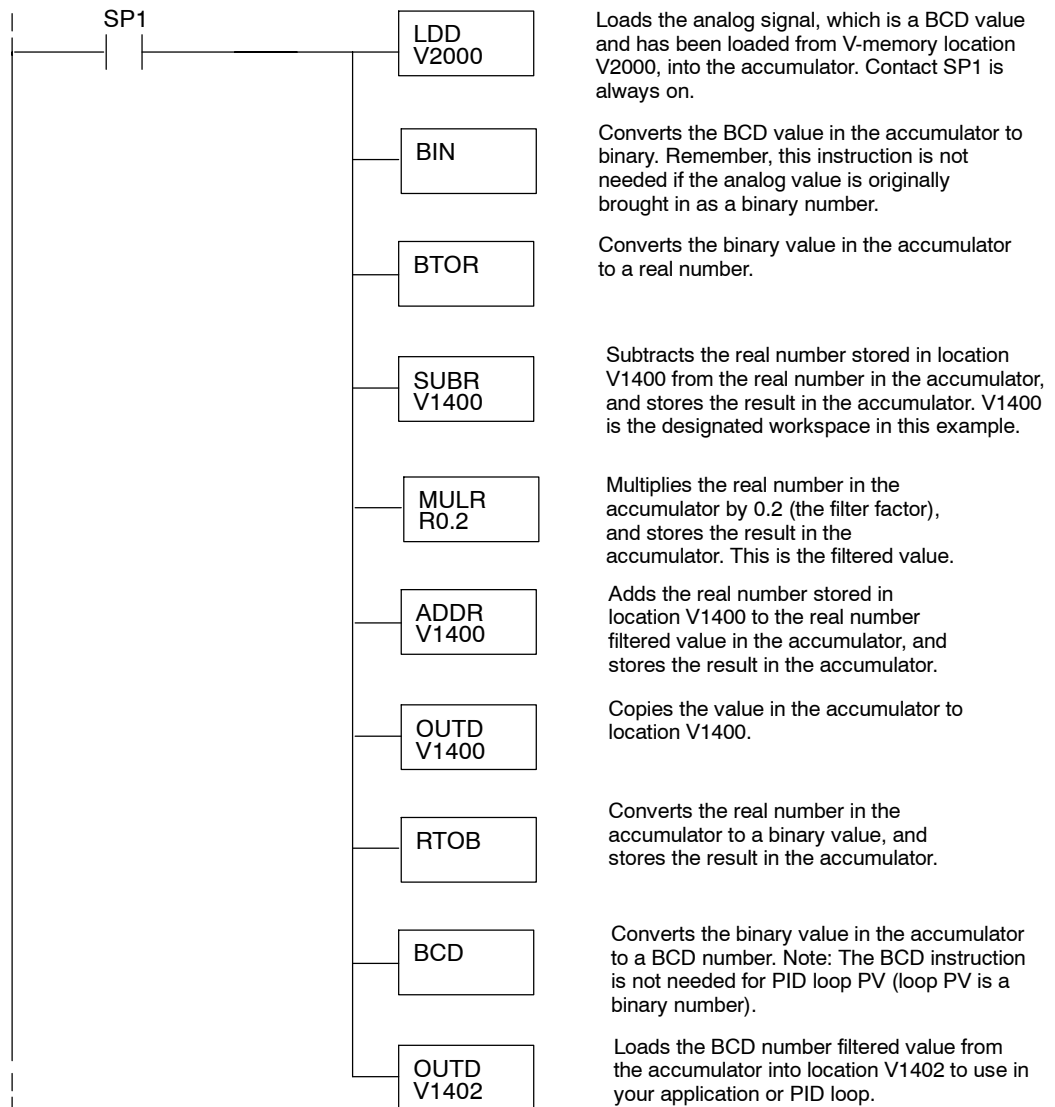 SP1
LDD
V2000
Loads the analog signal, which is a BCD value
and has been loaded from V-memory location
V2000, into the accumulator. Contact SP1 is
always on.
BIN
Converts the BCD value in the accumulator to
binary. Remember, this instruction is not
needed if the analog value is originally
brought in as a binary number.
BTOR
Converts the binary value in the accumulator
to a real number.
SUBR
V1400
Subtracts the real number stored in location
V1400 from the real number in the accumulator,
and stores the result in the accumulator. V1400
is the designated workspace in this example.
MULR
R0.2
Multiplies the real number in the
accumulator by 0.2 (the filter factor),
and stores the result in the
accumulator. This is the filtered value.
ADDR
V1400
Adds the real number stored in
location V1400 to the real number
filtered value in the accumulator, and
stores the result in the accumulator.
OUTD
V1400
Copies the value in the accumulator to
location V1400.
RTOB
Converts the real number in the
accumulator to a binary value, and
stores the result in the accumulator.
BCD
Converts the binary value in the accumulator
to a BCD number. Note: The BCD instruction
is not needed for PID loop PV (loop PV is a
binary number).
OUTD
V1402
Loads the BCD number filtered value from
the accumulator into location V1402 to use in
your application or PID loop.